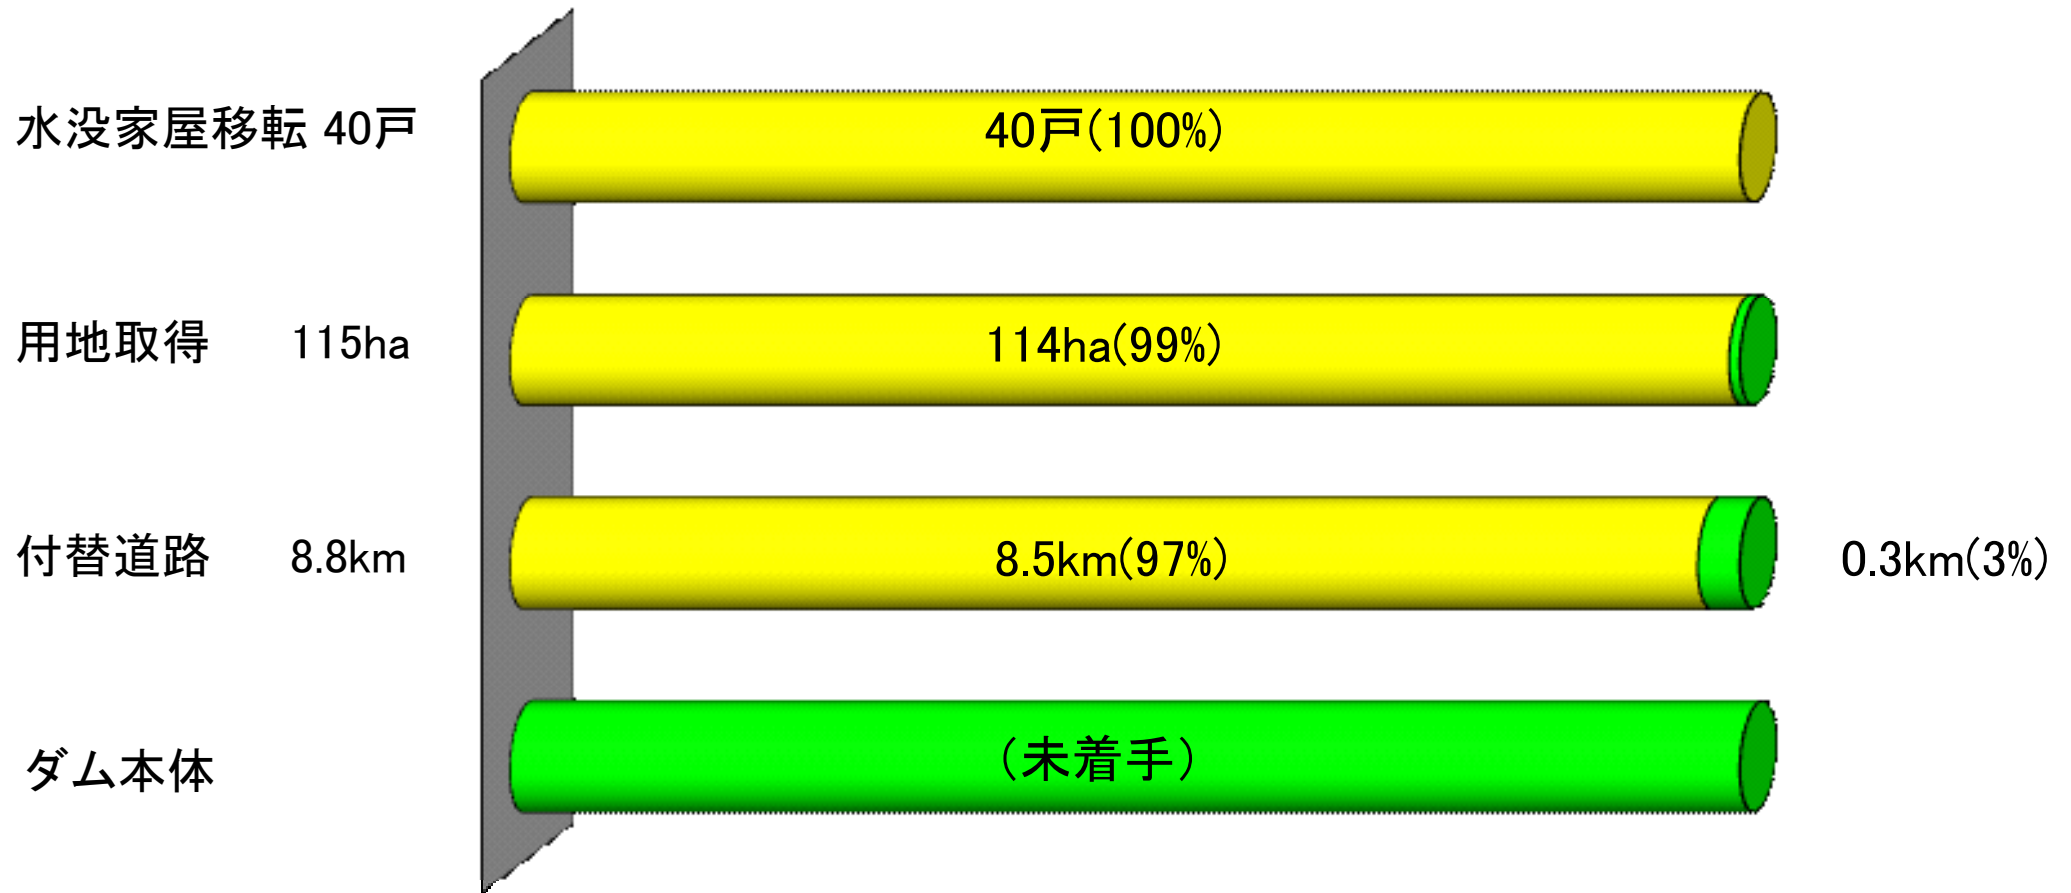 水没家屋移転 40戸 40戸(100%)
用地取得 115ha 114ha(99%)
付替道路 8.8km 8.5km(97%) 0.3km(3%)
ダム本体 (未着手)